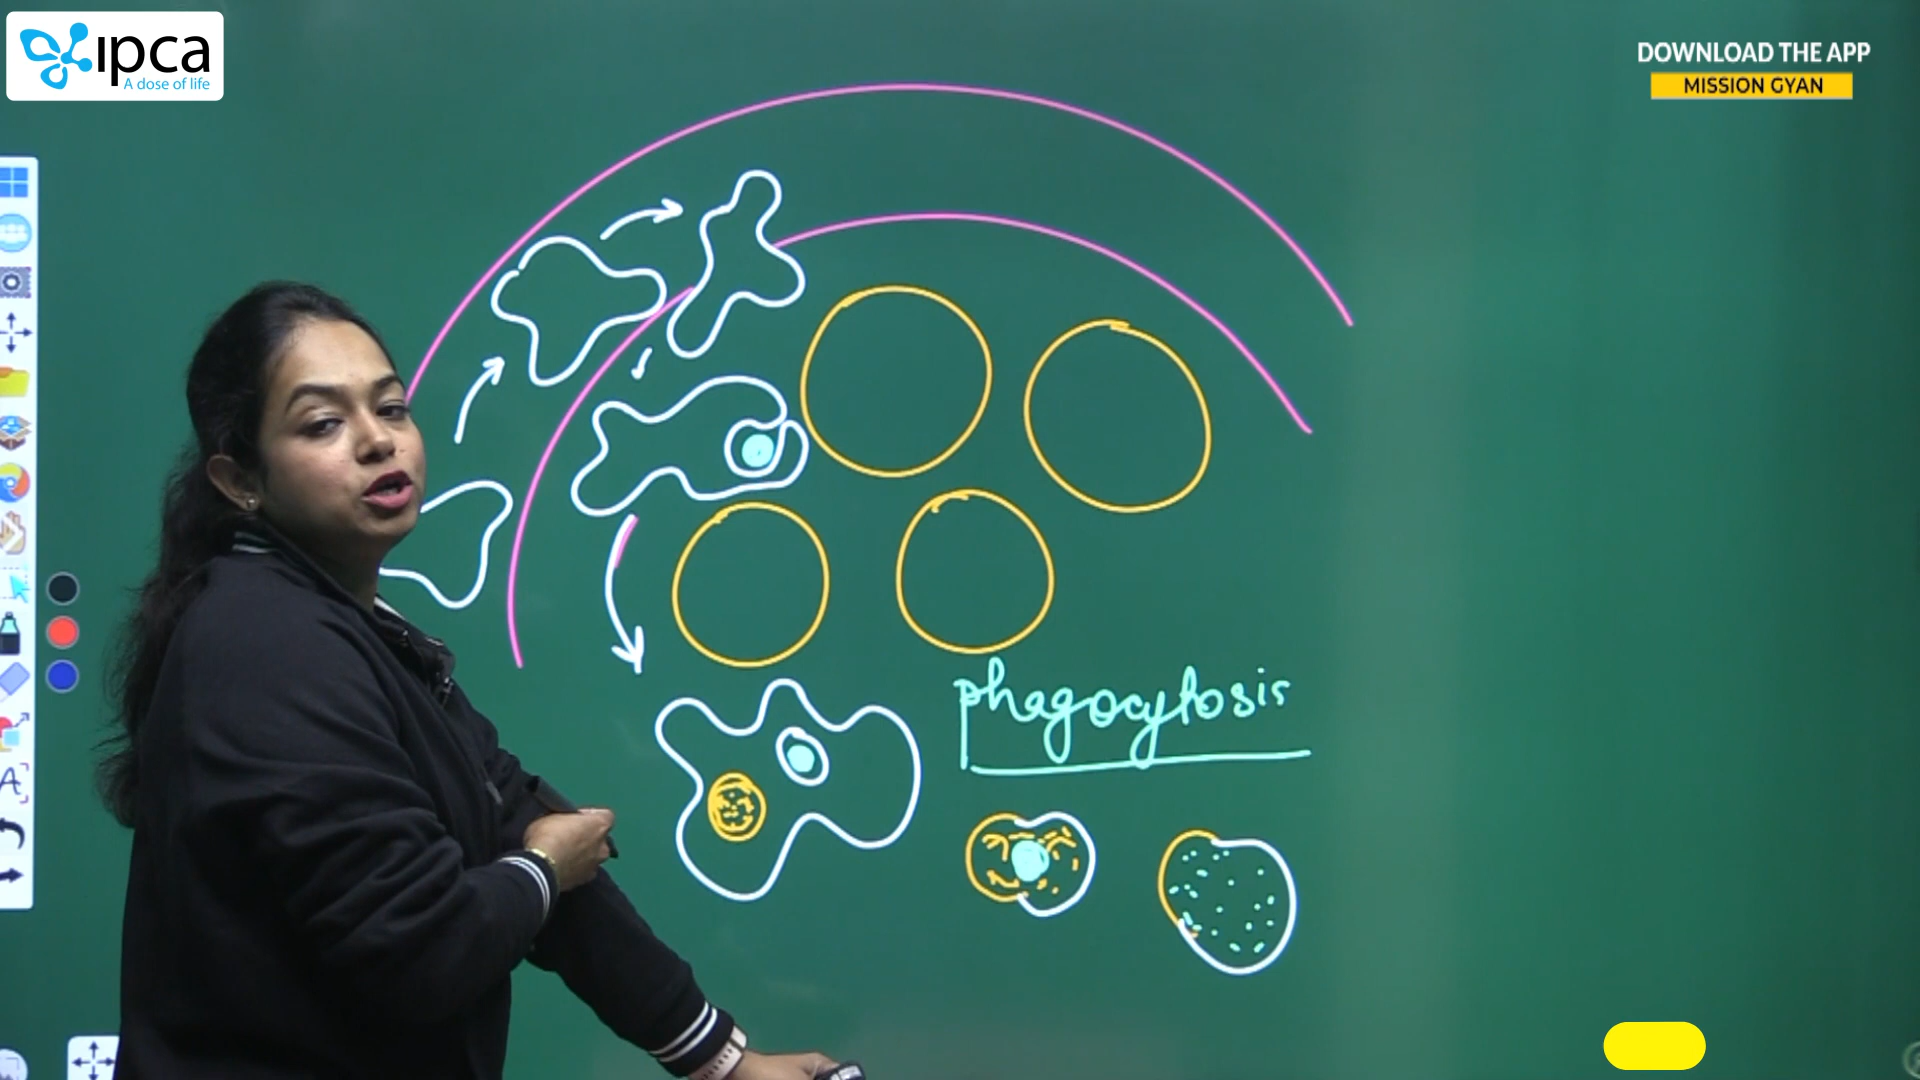 ipca
A dose of life
DOWNLOAD THE APP
MISSION GYAN
phagocytosis